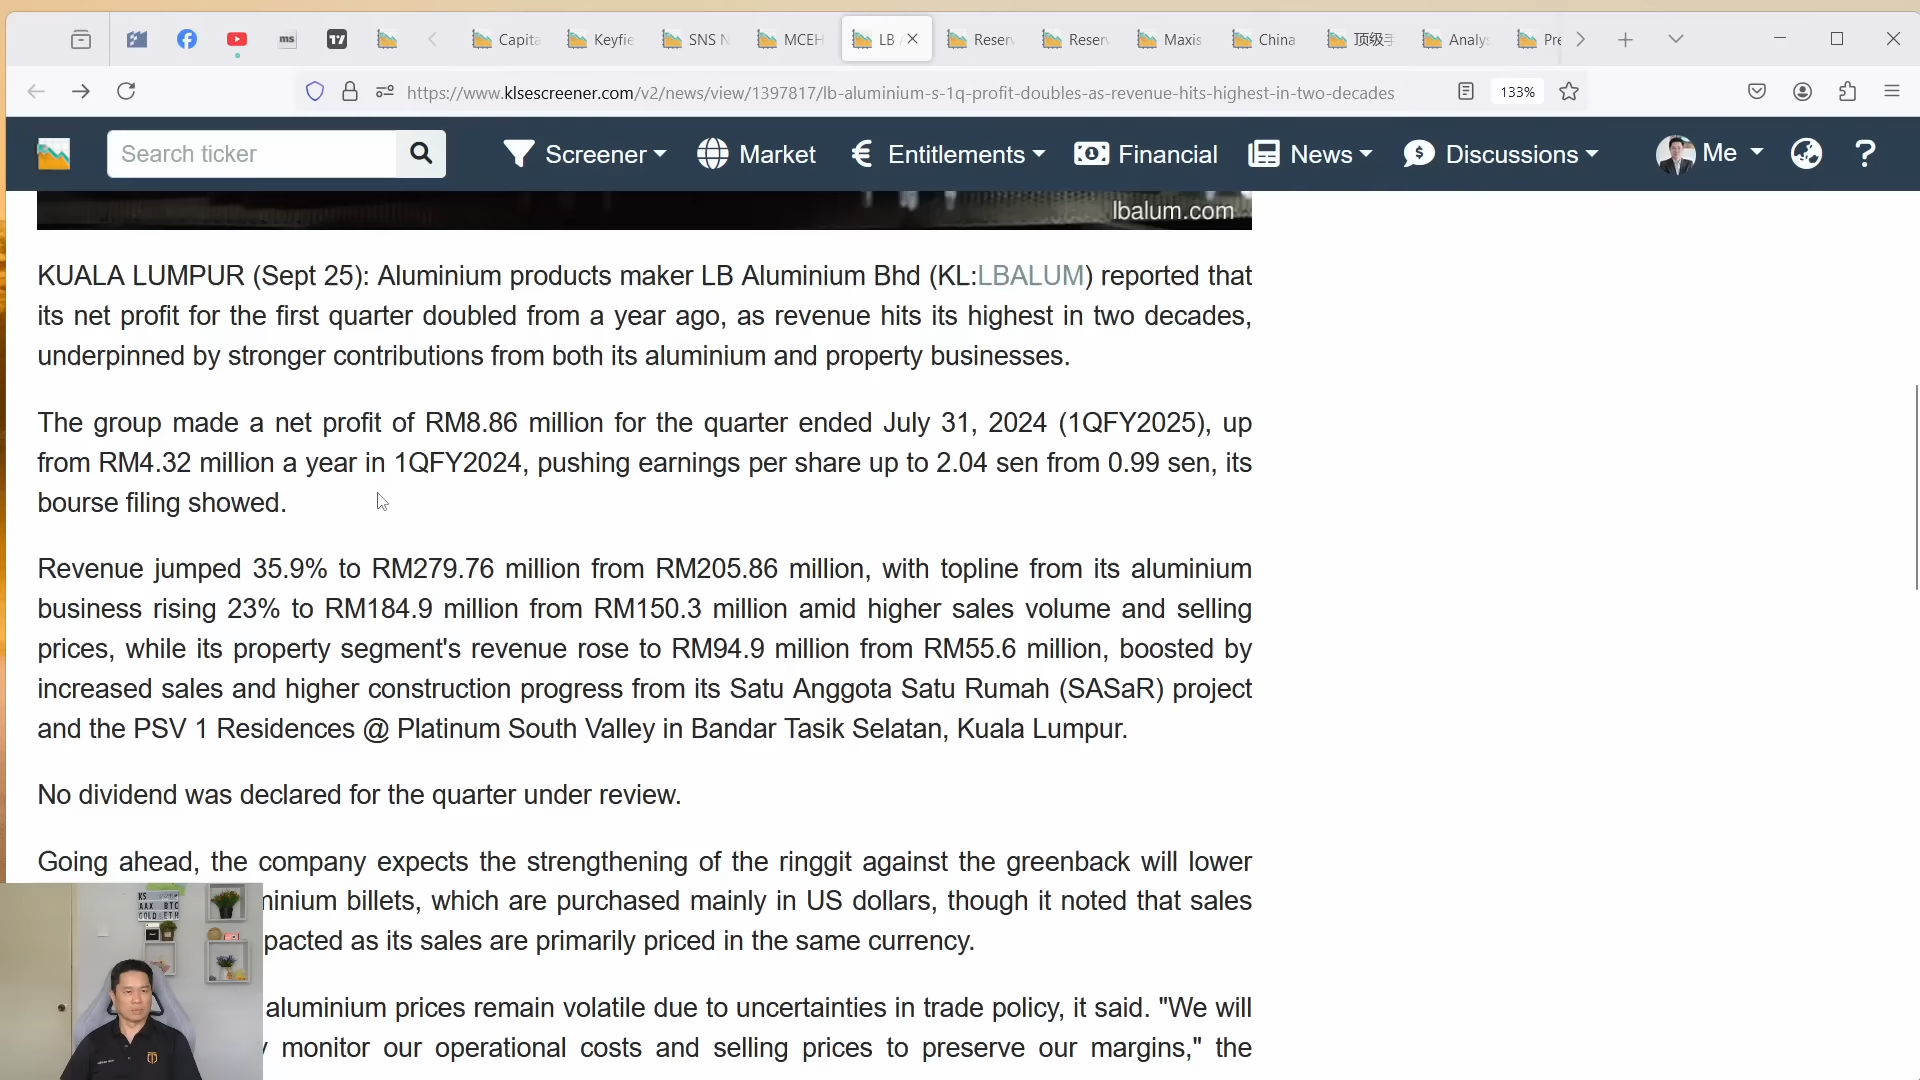 Capita
Keyfie
SNS N
MCEH
LB
Reserv
Reserv
Maxis
China
顶级手
Analys
Pre
https://www.klsescreener.com/v2/news/view/1397817/lb-aluminium-s-1q-profit-doubles-as-revenue-hits-highest-in-two-decades
133%
Search ticker
Screener
Market
Entitlements
Financial
News
Discussions
Me
?
lbalum.com
KUALA LUMPUR (Sept 25): Aluminium products maker LB Aluminium Bhd (KL:LBALUM) reported that
its net profit for the first quarter doubled from a year ago, as revenue hits its highest in two decades,
underpinned by stronger contributions from both its aluminium and property businesses.
The group made a net profit of RM8.86 million for the quarter ended July 31, 2024 (1QFY2025), up
from RM4.32 million a year in 1QFY2024, pushing earnings per share up to 2.04 sen from 0.99 sen, its
bourse filing showed.
Revenue jumped 35.9% to RM279.76 million from RM205.86 million, with topline from its aluminium
business rising 23% to RM184.9 million from RM150.3 million amid higher sales volume and selling
prices, while its property segment's revenue rose to RM94.9 million from RM55.6 million, boosted by
increased sales and higher construction progress from its Satu Anggota Satu Rumah (SASaR) project
and the PSV 1 Residences @ Platinum South Valley in Bandar Tasik Selatan, Kuala Lumpur.
No dividend was declared for the quarter under review.
Going ahead, the company expects the strengthening of the ringgit against the greenback will lower
minium billets, which are purchased mainly in US dollars, though it noted that sales
pacted as its sales are primarily priced in the same currency.
aluminium prices remain volatile due to uncertainties in trade policy, it said. "We will
monitor our operational costs and selling prices to preserve our margins," the
AAX BTC
GOLD ETH